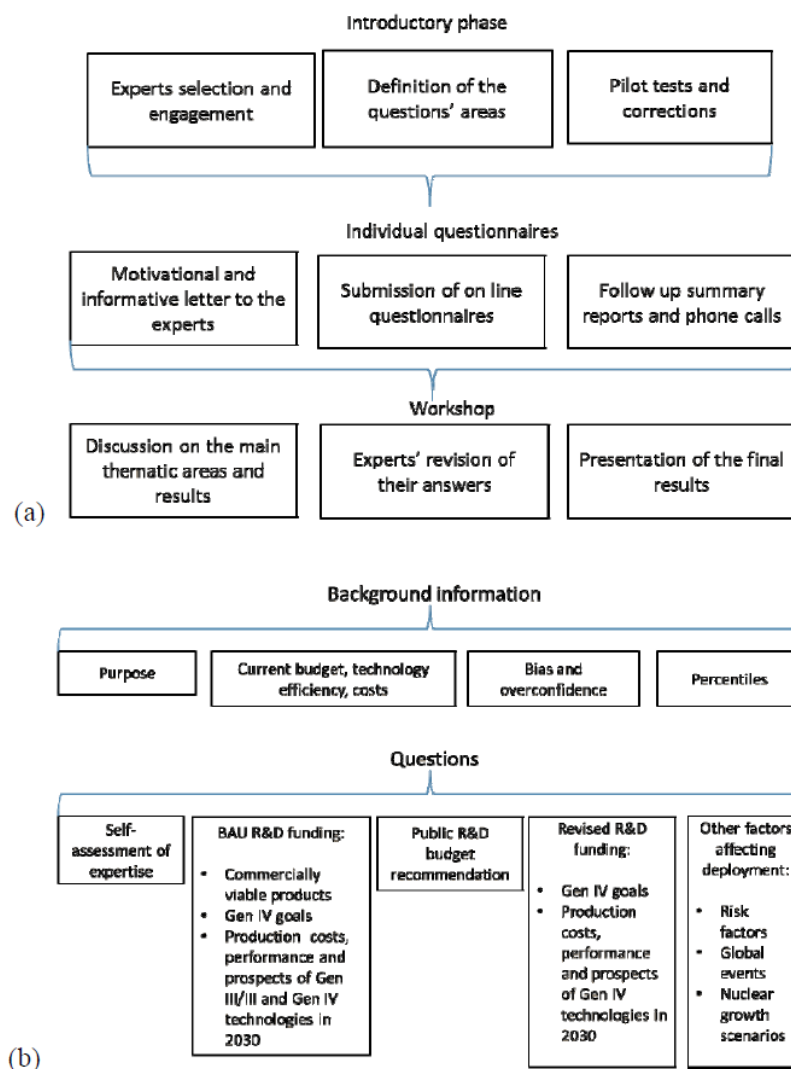 Introductory phase
Experts selection and
engagement
Definition of the
questions' areas
Pilot tests and
corrections
Individual questionnaires
Motivational and
informative letter to the
experts
Submission of on line
questionnaires
Follow up summary
reports and phone calls
Workshop
Discussion on the main
thematic areas and
results
Experts' revision of
their answers
Presentation of the final
results
(a)
Background information
Purpose
Current budget, technology
efficiency, costs
Bias and
overconfidence
Percentiles
Questions
Self-
assessment of
expertise
BAU R&D funding:
• Commercially
viable products
• Gen IV goals
• Production costs,
performance and
prospects of Gen
III/III and Gen IV
technologies in
2030
Public R&D
budget
recommendation
Revised R&D
funding:
• Gen IV goals
• Production
costs,
performance
and prospects
of Gen IV
technologies in
2030
Other factors
affecting
deployment:
• Risk
factors
• Global
events
• Nuclear
growth
scenarios
(b)